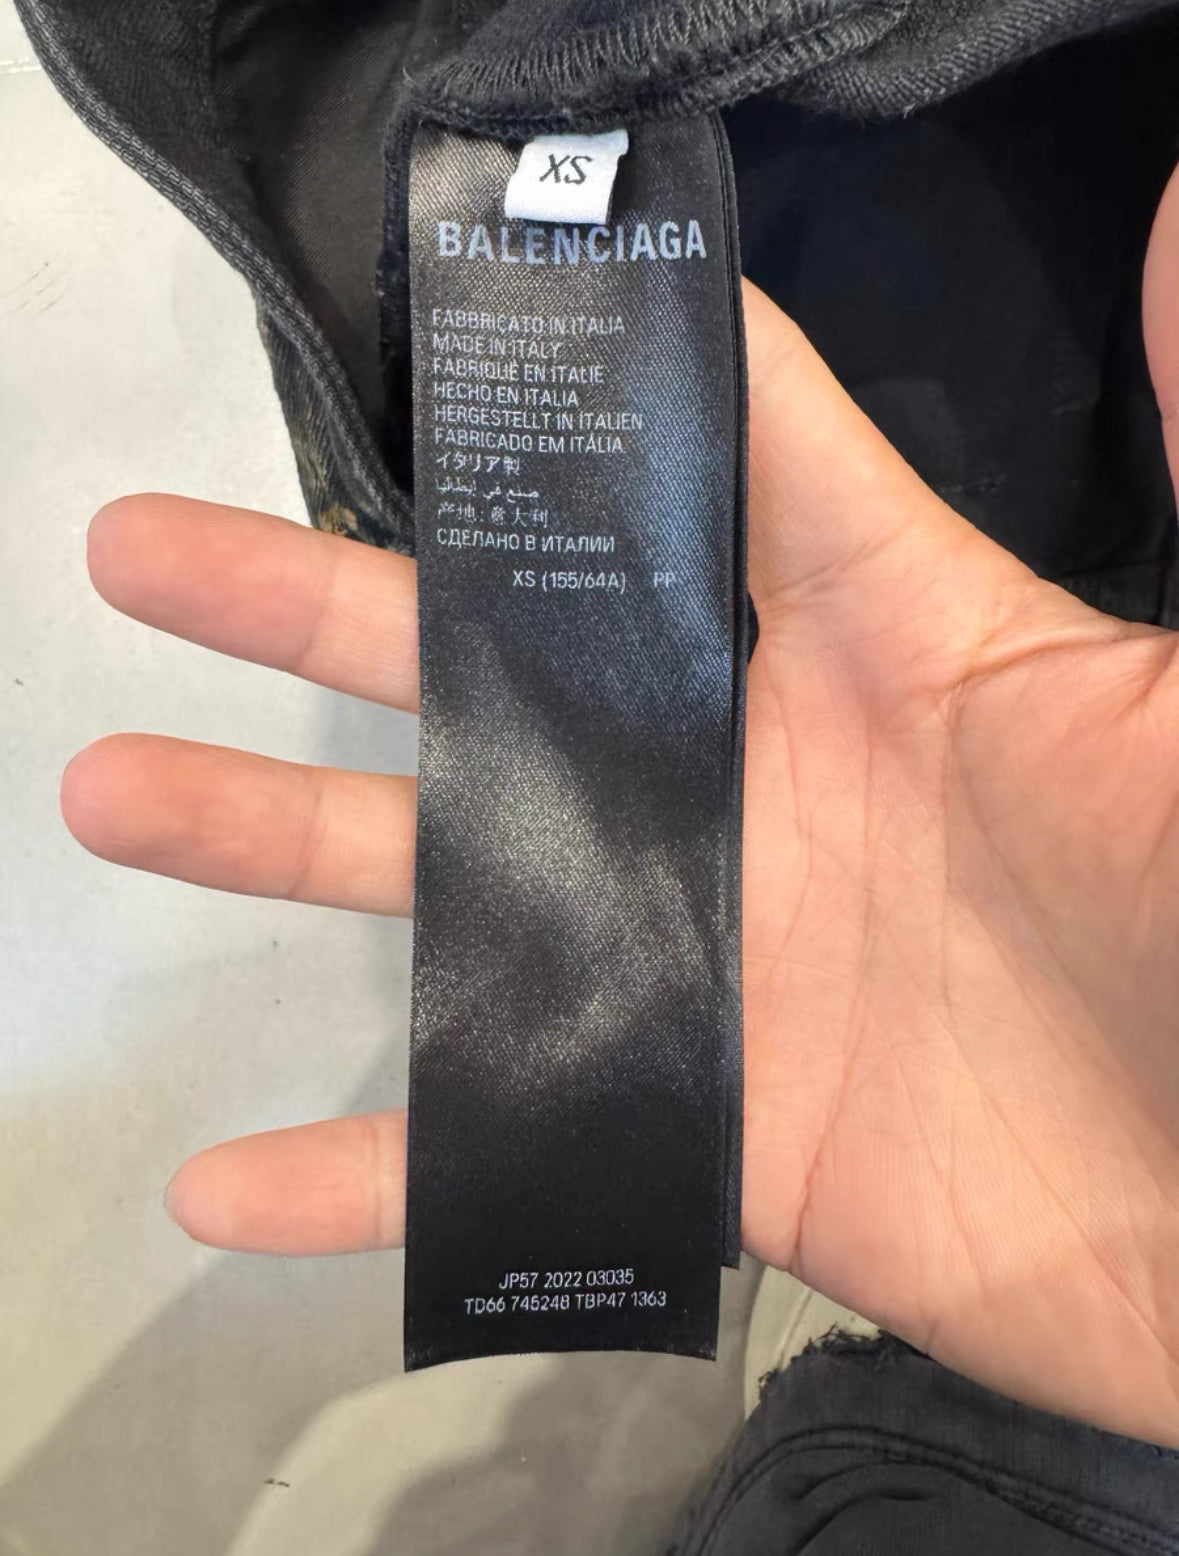 XS
BALENCIAGA
FABBRICATO IN ITALIA
MADE IN ITALY
FABRIQUÉ EN ITALIE
HECHO EN ITALIA
HERGESTELLT IN ITALIEN
FABRICADO EM ITÁLIA
イタリア製
صنع في
产地: 意大利
СДЕЛАНО В ИТАЛИИ
XS (155/64A) PP
JP57 2022 03035
TD66 745248 TBP47 1363